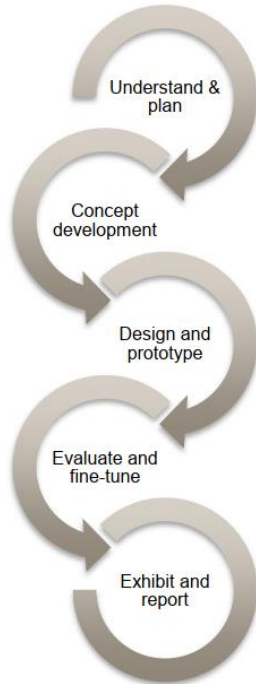 Understand &
plan
Concept
development
Design and
prototype
Evaluate and
fine-tune
Exhibit and
report